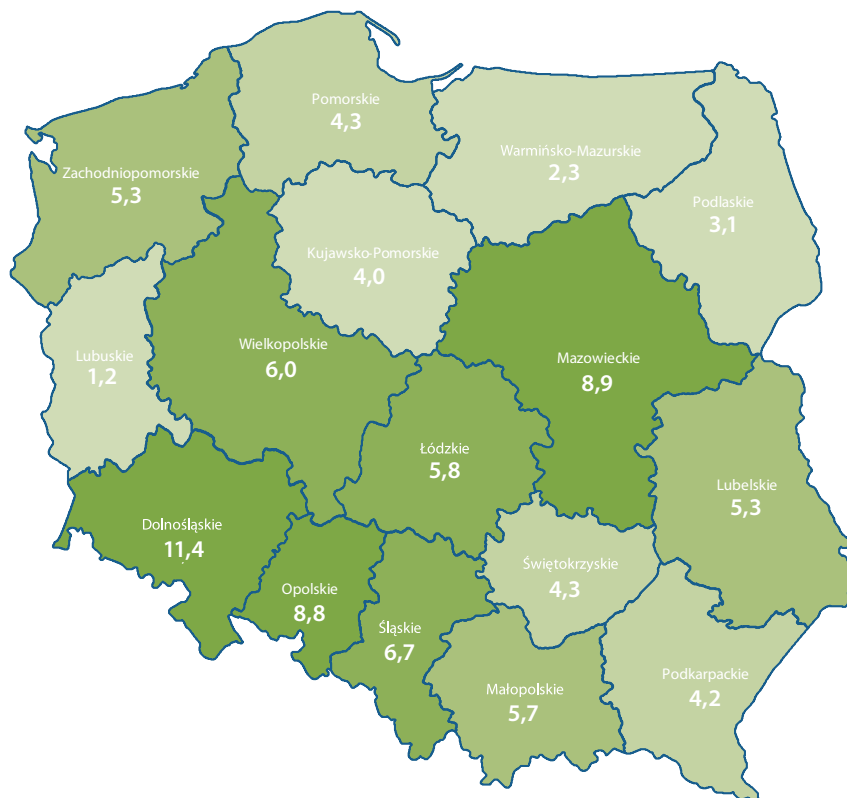 Pomorskie
4,3
Warmińsko-Mazurskie
2,3
Zachodniopomorskie
5,3
Podlaskie
3,1
Kujawsko-Pomorskie
4,0
Wielkopolskie
6,0
Lubuskie
1,2
Mazowieckie
8,9
Łódzkie
5,8
Lubelskie
5,3
Dolnośląskie
11,4
Świętokrzyskie
4,3
Opolskie
8,8
Śląskie
6,7
Podkarpackie
4,2
Małopolskie
5,7